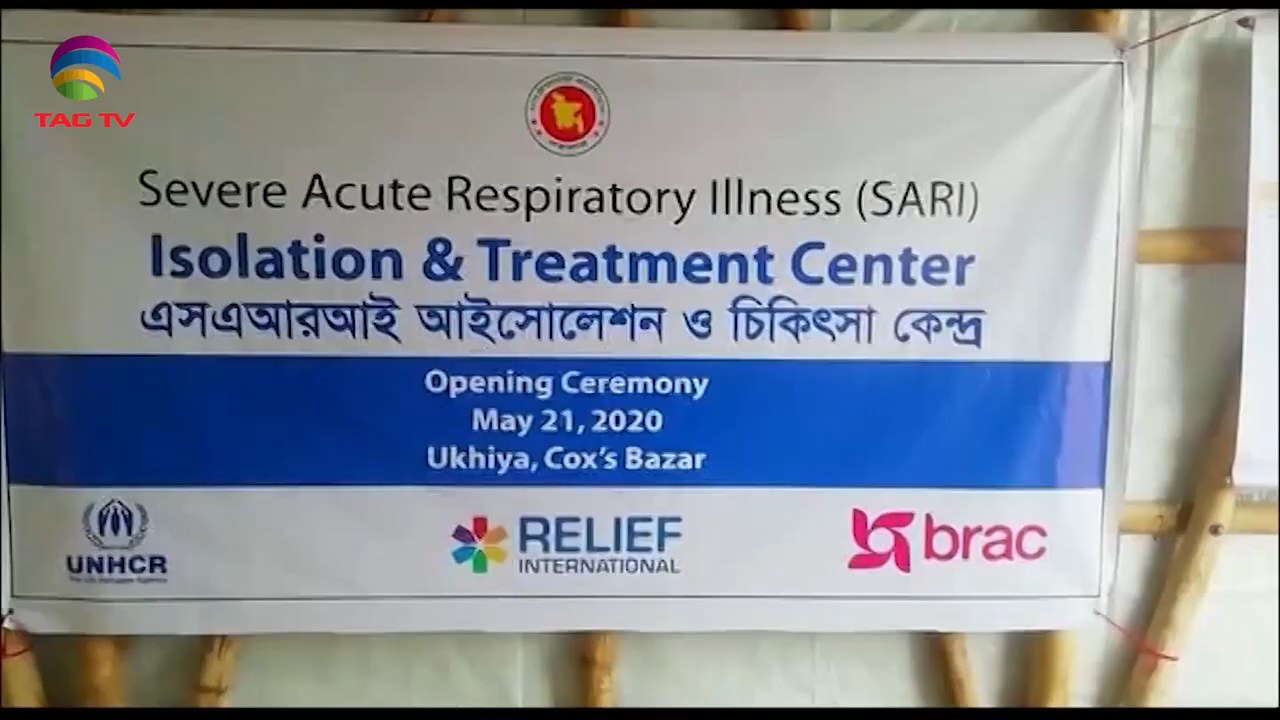 TAG TV
Severe Acute Respiratory Illness (SARI)
Isolation & Treatment Center
এসএআরআই আইসোলেশন ও চিকিৎসা কেন্দ্র
Opening Ceremony
May 21, 2020
Ukhiya, Cox's Bazar
UNHCR
The UN Refugee Agency
RELIEF
INTERNATIONAL
brac